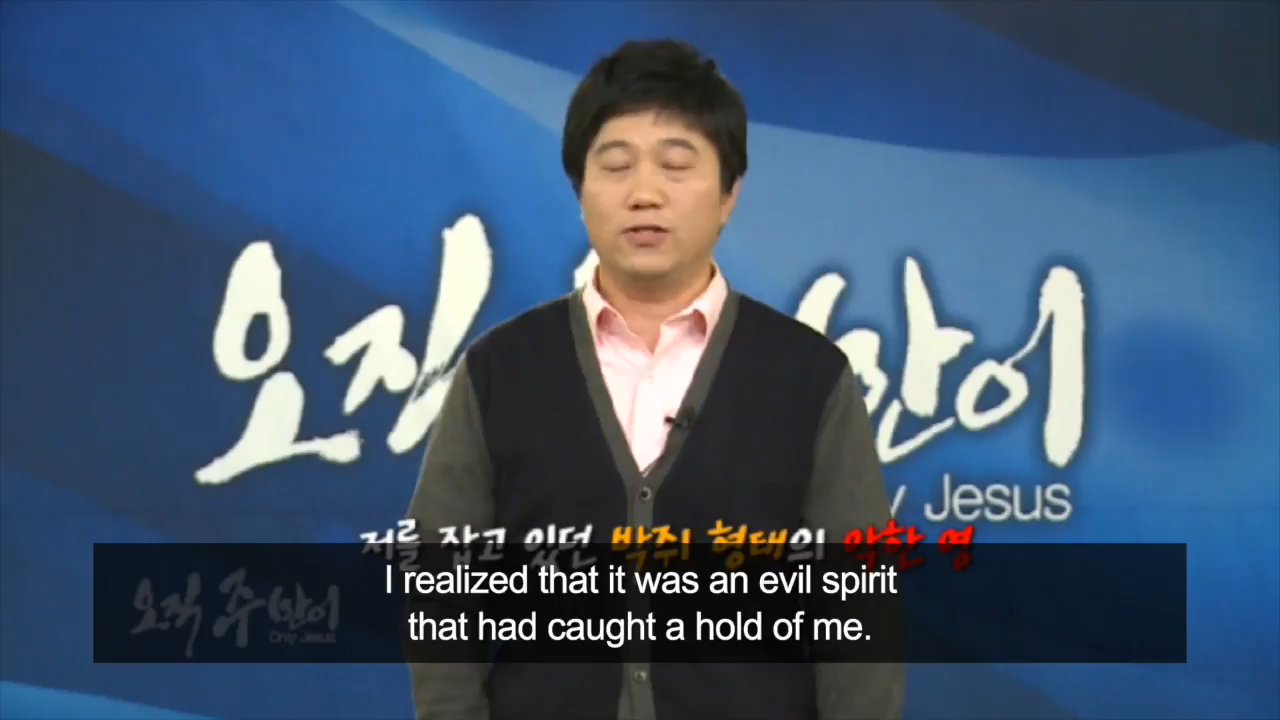 오직
만어
y Jesus
저를 잡고 있던 박쥐 형태의 악한 영
I realized that it was an evil spirit
that had caught a hold of me.
오직 주 만이
Only Jesus